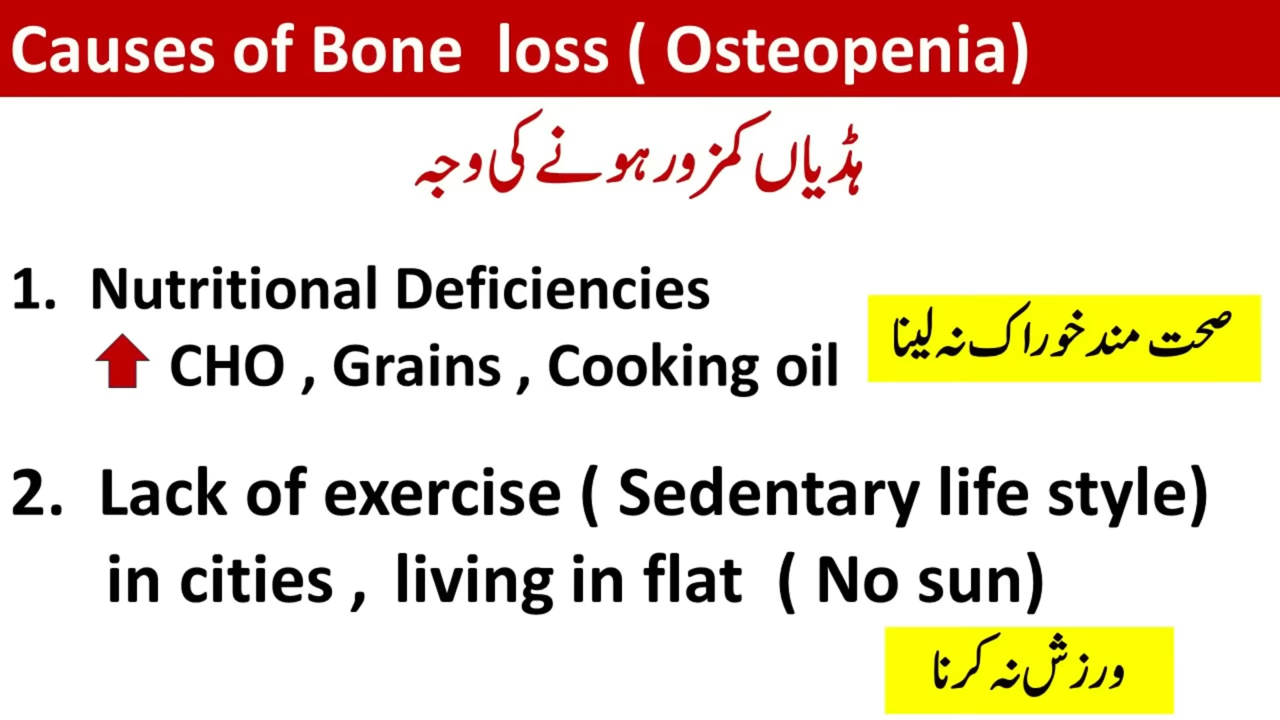 Causes of Bone loss ( Osteopenia)
ہڈیاں کمزور ہونے کی وجہ
1. Nutritional Deficiencies
CHO , Grains , Cooking oil
صحت مند خوراک نہ لینا
2. Lack of exercise ( Sedentary life style)
in cities , living in flat ( No sun)
ورزش نہ کرنا